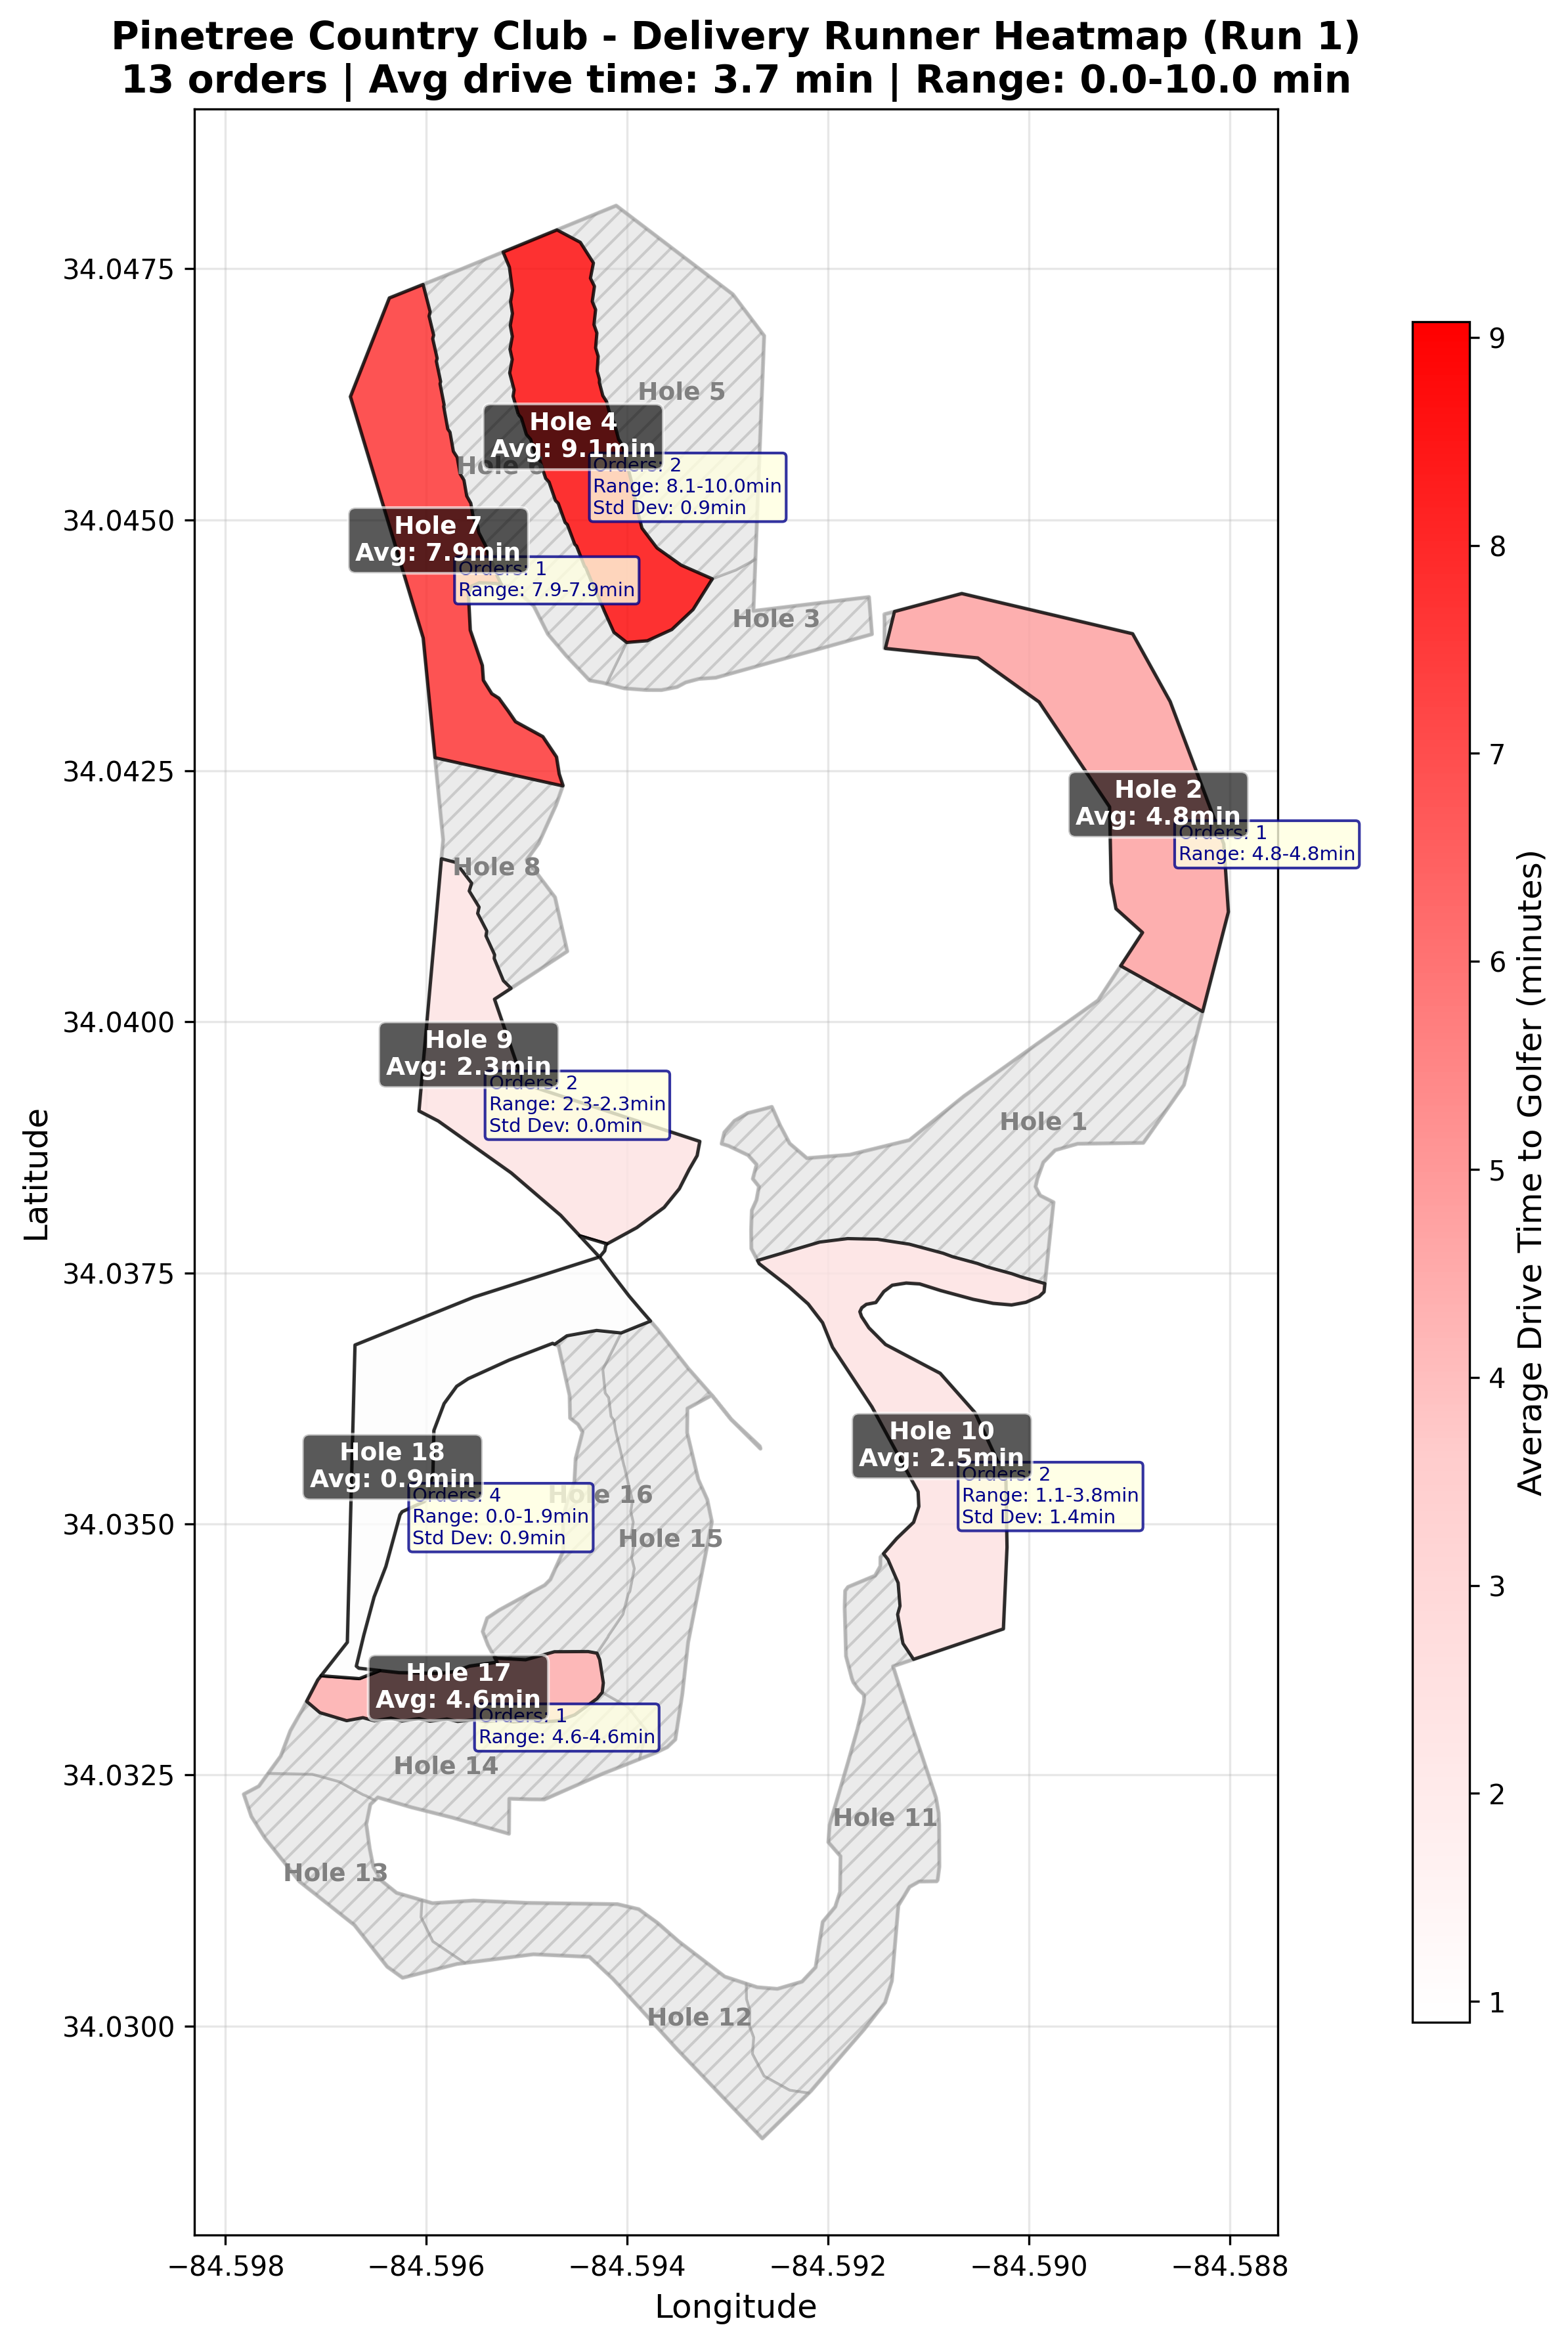 Pinetree Country Club - Delivery Runner Heatmap (Run 1)
13 orders | Avg drive time: 3.7 min | Range: 0.0-10.0 min
34.0475
34.0450
34.0425
34.0400
34.0375
34.0350
34.0325
34.0300
Latitude
Hole 5
Hole 4
Avg: 9.1min
Hole 6
Orders: 2
Range: 8.1-10.0min
Std Dev: 0.9min
Hole 7
Avg: 7.9min
Orders: 1
Range: 7.9-7.9min
Hole 3
Hole 2
Avg: 4.8min
Orders: 1
Range: 4.8-4.8min
Hole 8
Hole 9
Avg: 2.3min
Orders: 2
Range: 2.3-2.3min
Std Dev: 0.0min
Hole 1
Hole 10
Avg: 2.5min
Orders: 2
Range: 1.1-3.8min
Std Dev: 1.4min
Hole 18
Avg: 0.9min
Orders: 4
Range: 0.0-1.9min
Std Dev: 0.9min
Hole 16
Hole 15
Hole 17
Avg: 4.6min
Orders: 1
Range: 4.6-4.6min
Hole 14
Hole 11
Hole 13
Hole 12
−84.598
−84.596
−84.594
−84.592
−84.590
−84.588
Longitude
9
8
7
6
5
4
3
2
1
Average Drive Time to Golfer (minutes)